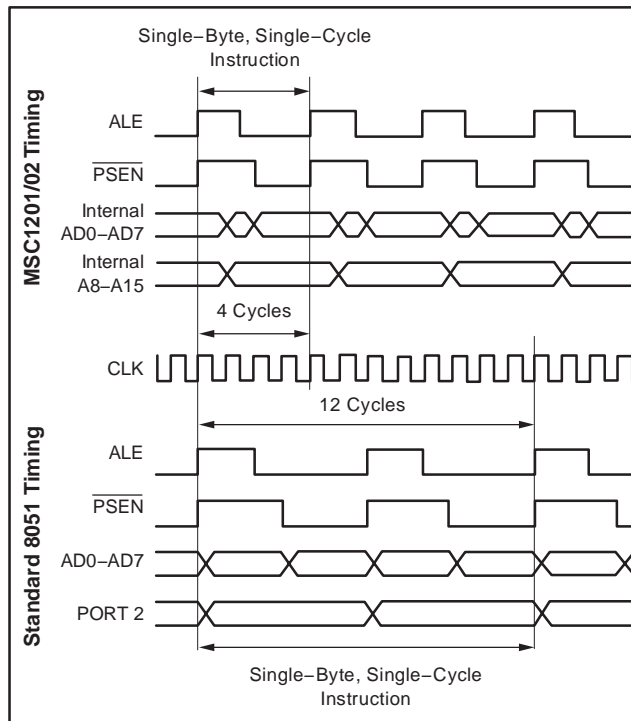 Single–Byte, Single–Cycle
Instruction
MSC1201/02 Timing
ALE
PSEN
Internal
AD0–AD7
Internal
A8–A15
4 Cycles
CLK
12 Cycles
Standard 8051 Timing
ALE
PSEN
AD0–AD7
PORT 2
Single–Byte, Single–Cycle
Instruction